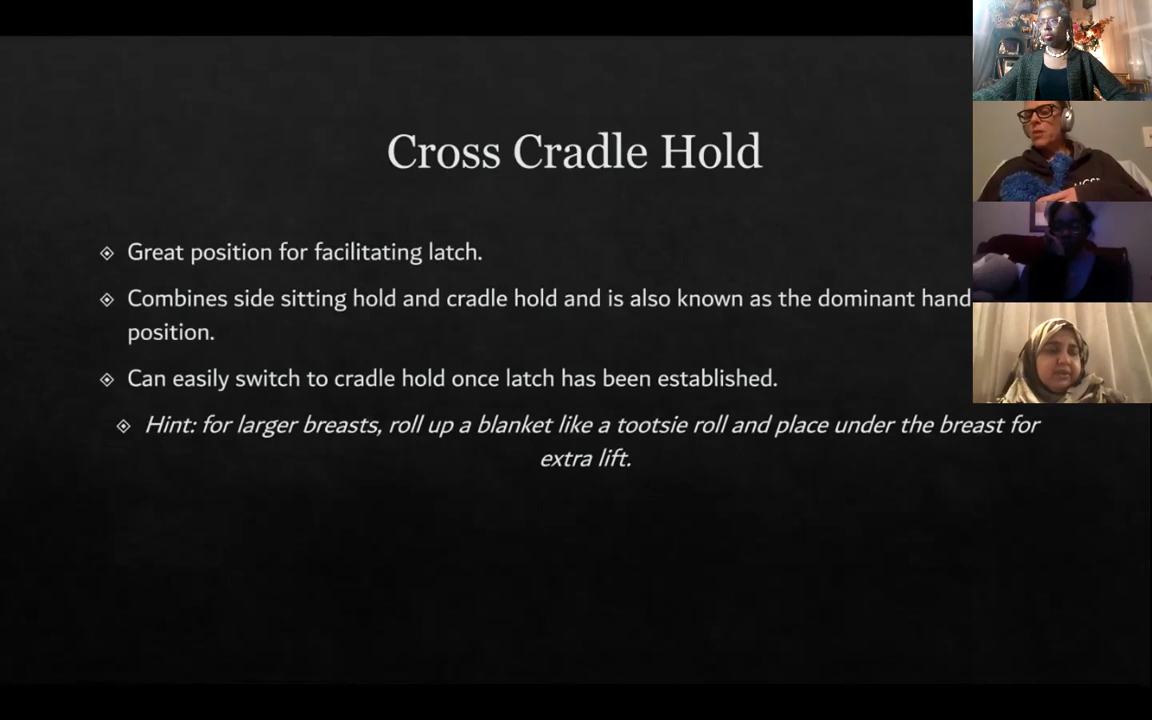 Cross Cradle Hold
Great position for facilitating latch.
Combines side sitting hold and cradle hold and is also known as the dominant hand
position.
Can easily switch to cradle hold once latch has been established.
Hint: for larger breasts, roll up a blanket like a tootsie roll and place under the breast for
extra lift.